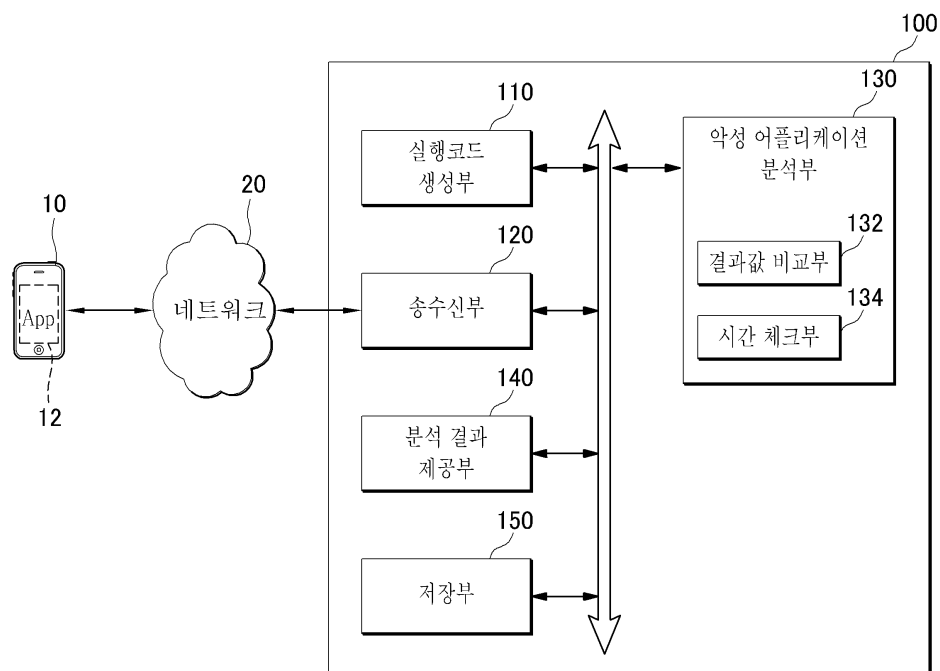 100
110
실행코드
생성부
130
악성 어플리케이션
분석부
10
App
12
20
네트워크
120
송수신부
132
결과값 비교부
134
시간 체크부
140
분석 결과
제공부
150
저장부